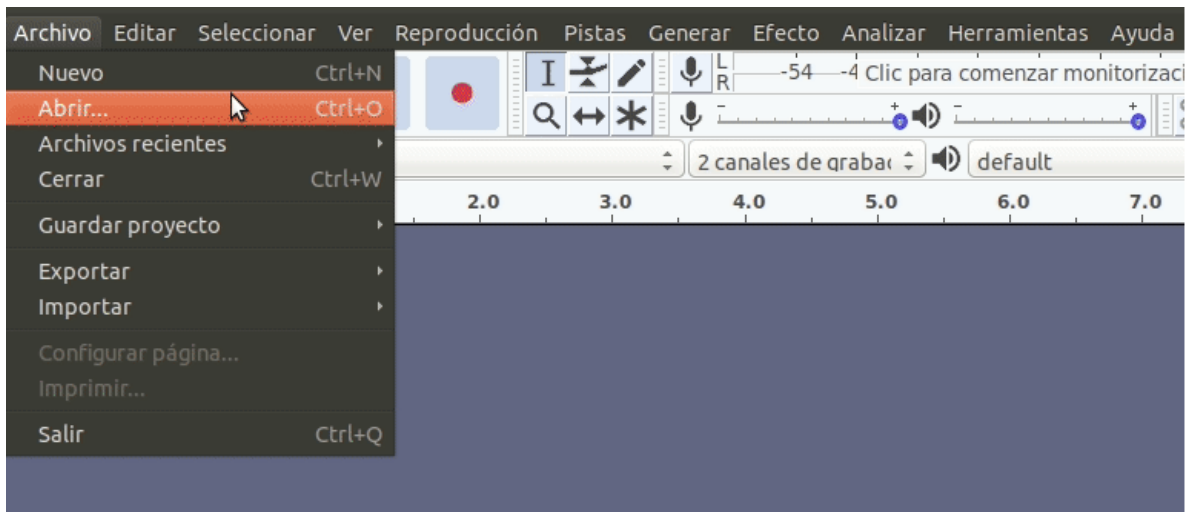 Archivo Editar Seleccionar Ver Reproducción Pistas Generar Efecto Analizar Herramientas Ayuda
Nuevo Ctrl+N
Abrir... Ctrl+O
Archivos recientes
Cerrar Ctrl+W
Guardar proyecto
Exportar
Importar
Configurar página...
Imprimir...
Salir Ctrl+Q
L
R
-54 -4 Clic para comenzar monitorizaci
- + - +
2 canales de grabac
default
2.0 3.0 4.0 5.0 6.0 7.0